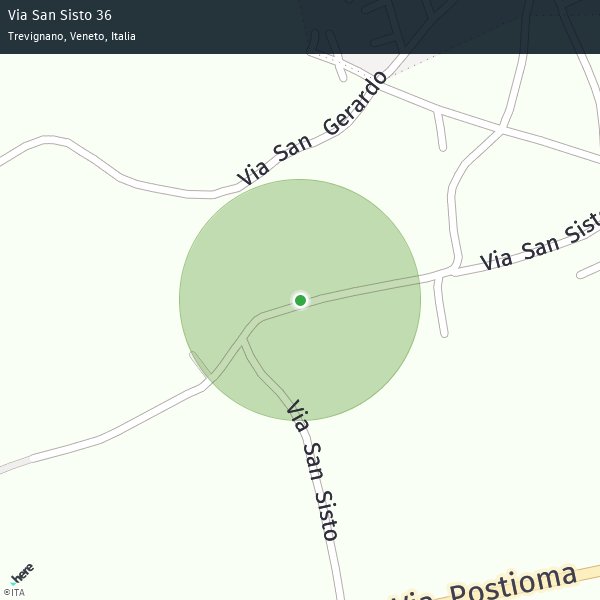 Via San Sisto 36
Trevignano, Veneto, Italia
Via San Gerardo
Via San Sisto
Via San Sisto
Via Postioma
here
©ITA